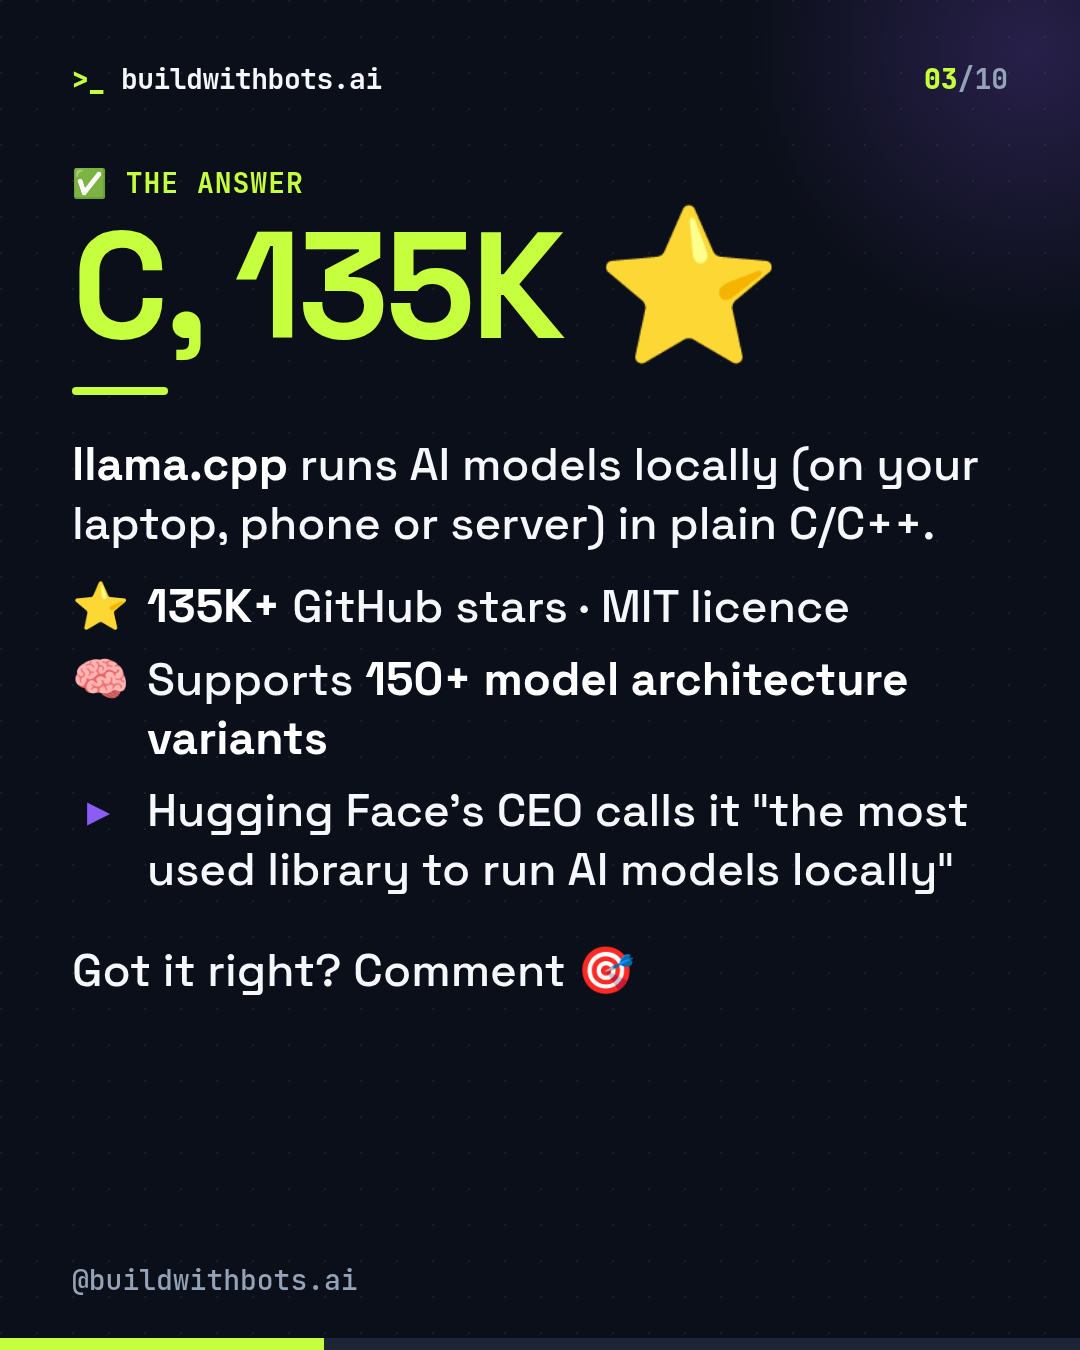 >_ buildwithbots.ai
03/10
✅ THE ANSWER
C, 135K ⭐
llama.cpp runs AI models locally (on your
laptop, phone or server) in plain C/C++.
⭐ 135K+ GitHub stars · MIT licence
🧠 Supports 150+ model architecture
variants
▶ Hugging Face’s CEO calls it "the most
used library to run AI models locally"
Got it right? Comment 🎯
@buildwithbots.ai